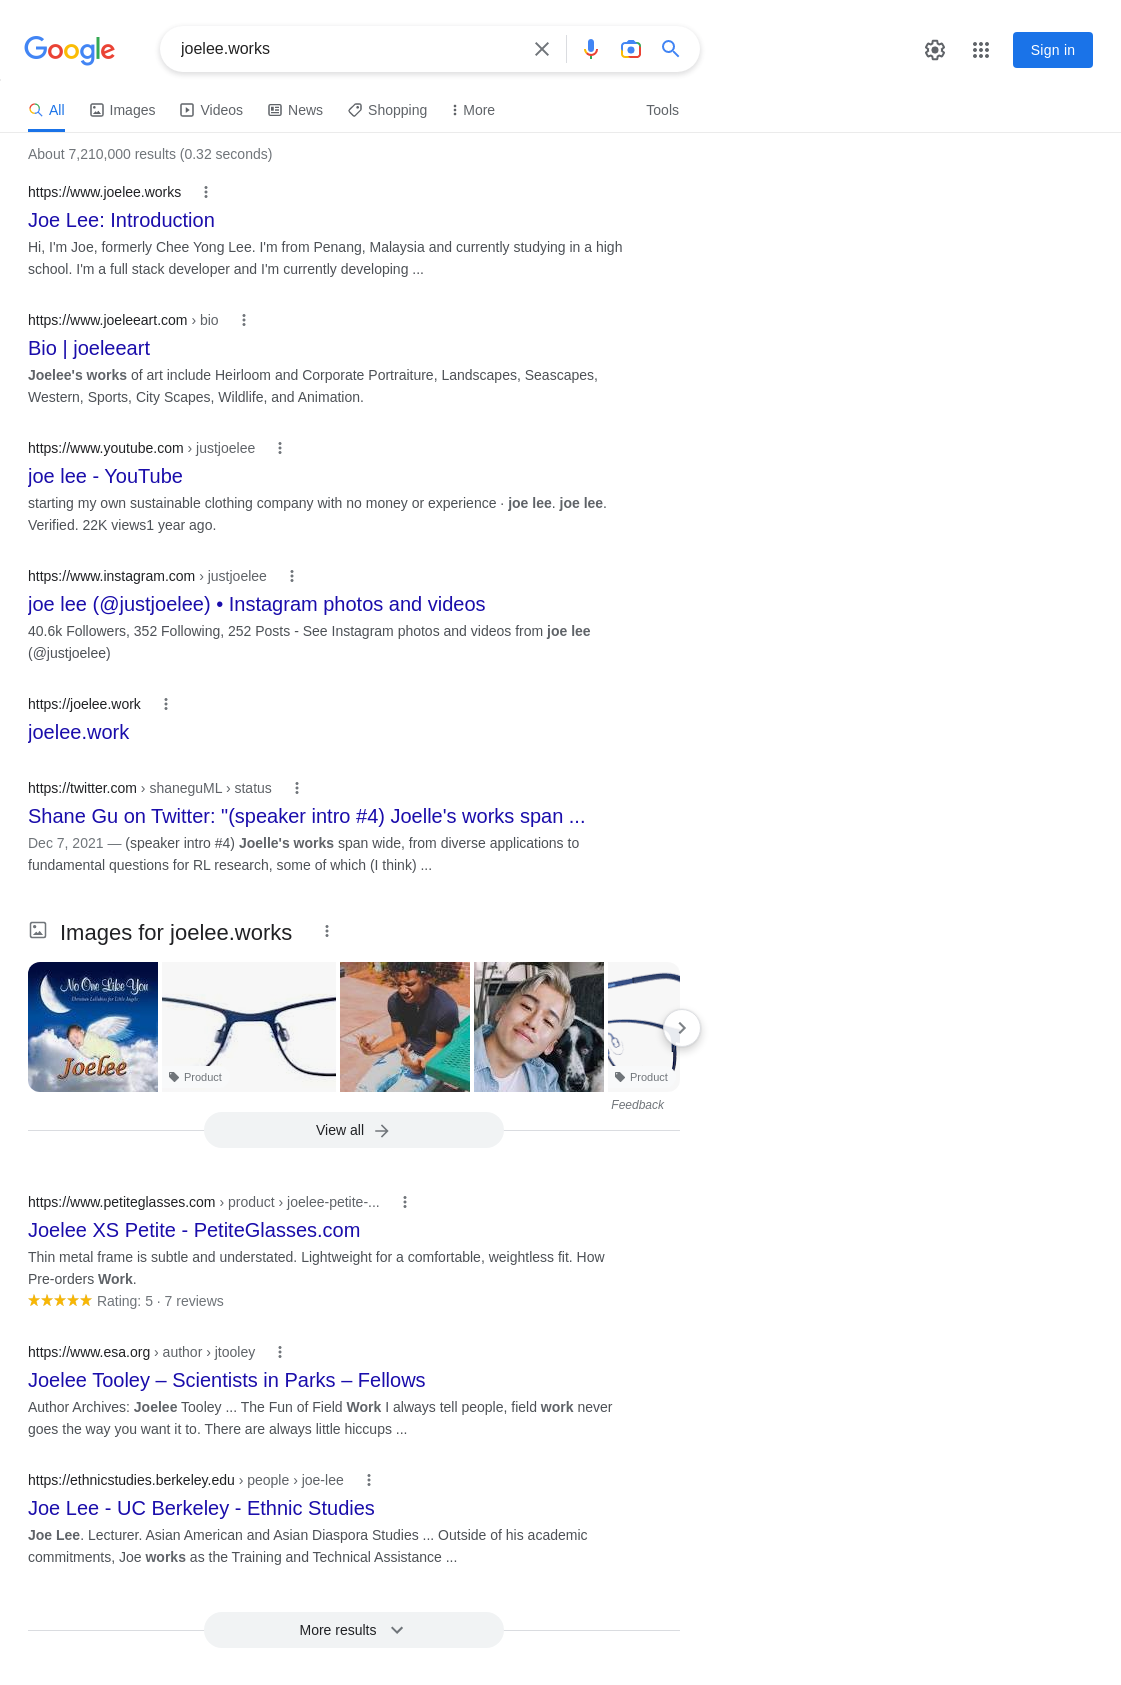 Google
joelee.works
Sign in
All
Images
Videos
News
Shopping
More
Tools
About 7,210,000 results (0.32 seconds)
https://www.joelee.works
Joe Lee: Introduction
Hi, I'm Joe, formerly Chee Yong Lee. I'm from Penang, Malaysia and currently studying in a high
school. I'm a full stack developer and I'm currently developing ...
https://www.joeleeart.com › bio
Bio | joeleeart
Joelee's works of art include Heirloom and Corporate Portraiture, Landscapes, Seascapes,
Western, Sports, City Scapes, Wildlife, and Animation.
https://www.youtube.com › justjoelee
joe lee - YouTube
starting my own sustainable clothing company with no money or experience · joe lee. joe lee.
Verified. 22K views1 year ago.
https://www.instagram.com › justjoelee
joe lee (@justjoelee) • Instagram photos and videos
40.6k Followers, 352 Following, 252 Posts - See Instagram photos and videos from joe lee
(@justjoelee)
https://joelee.work
joelee.work
https://twitter.com › shaneguML › status
Shane Gu on Twitter: "(speaker intro #4) Joelle's works span ...
Dec 7, 2021 — (speaker intro #4) Joelle's works span wide, from diverse applications to
fundamental questions for RL research, some of which (I think) ...
Images for joelee.works
No One Like You
Christian Lullabies for Little Angels
Joelee
Product
Product
Feedback
View all
https://www.petiteglasses.com › product › joelee-petite-...
Joelee XS Petite - PetiteGlasses.com
Thin metal frame is subtle and understated. Lightweight for a comfortable, weightless fit. How
Pre-orders Work.
Rating: 5 · 7 reviews
https://www.esa.org › author › jtooley
Joelee Tooley – Scientists in Parks – Fellows
Author Archives: Joelee Tooley ... The Fun of Field Work I always tell people, field work never
goes the way you want it to. There are always little hiccups ...
https://ethnicstudies.berkeley.edu › people › joe-lee
Joe Lee - UC Berkeley - Ethnic Studies
Joe Lee. Lecturer. Asian American and Asian Diaspora Studies ... Outside of his academic
commitments, Joe works as the Training and Technical Assistance ...
More results